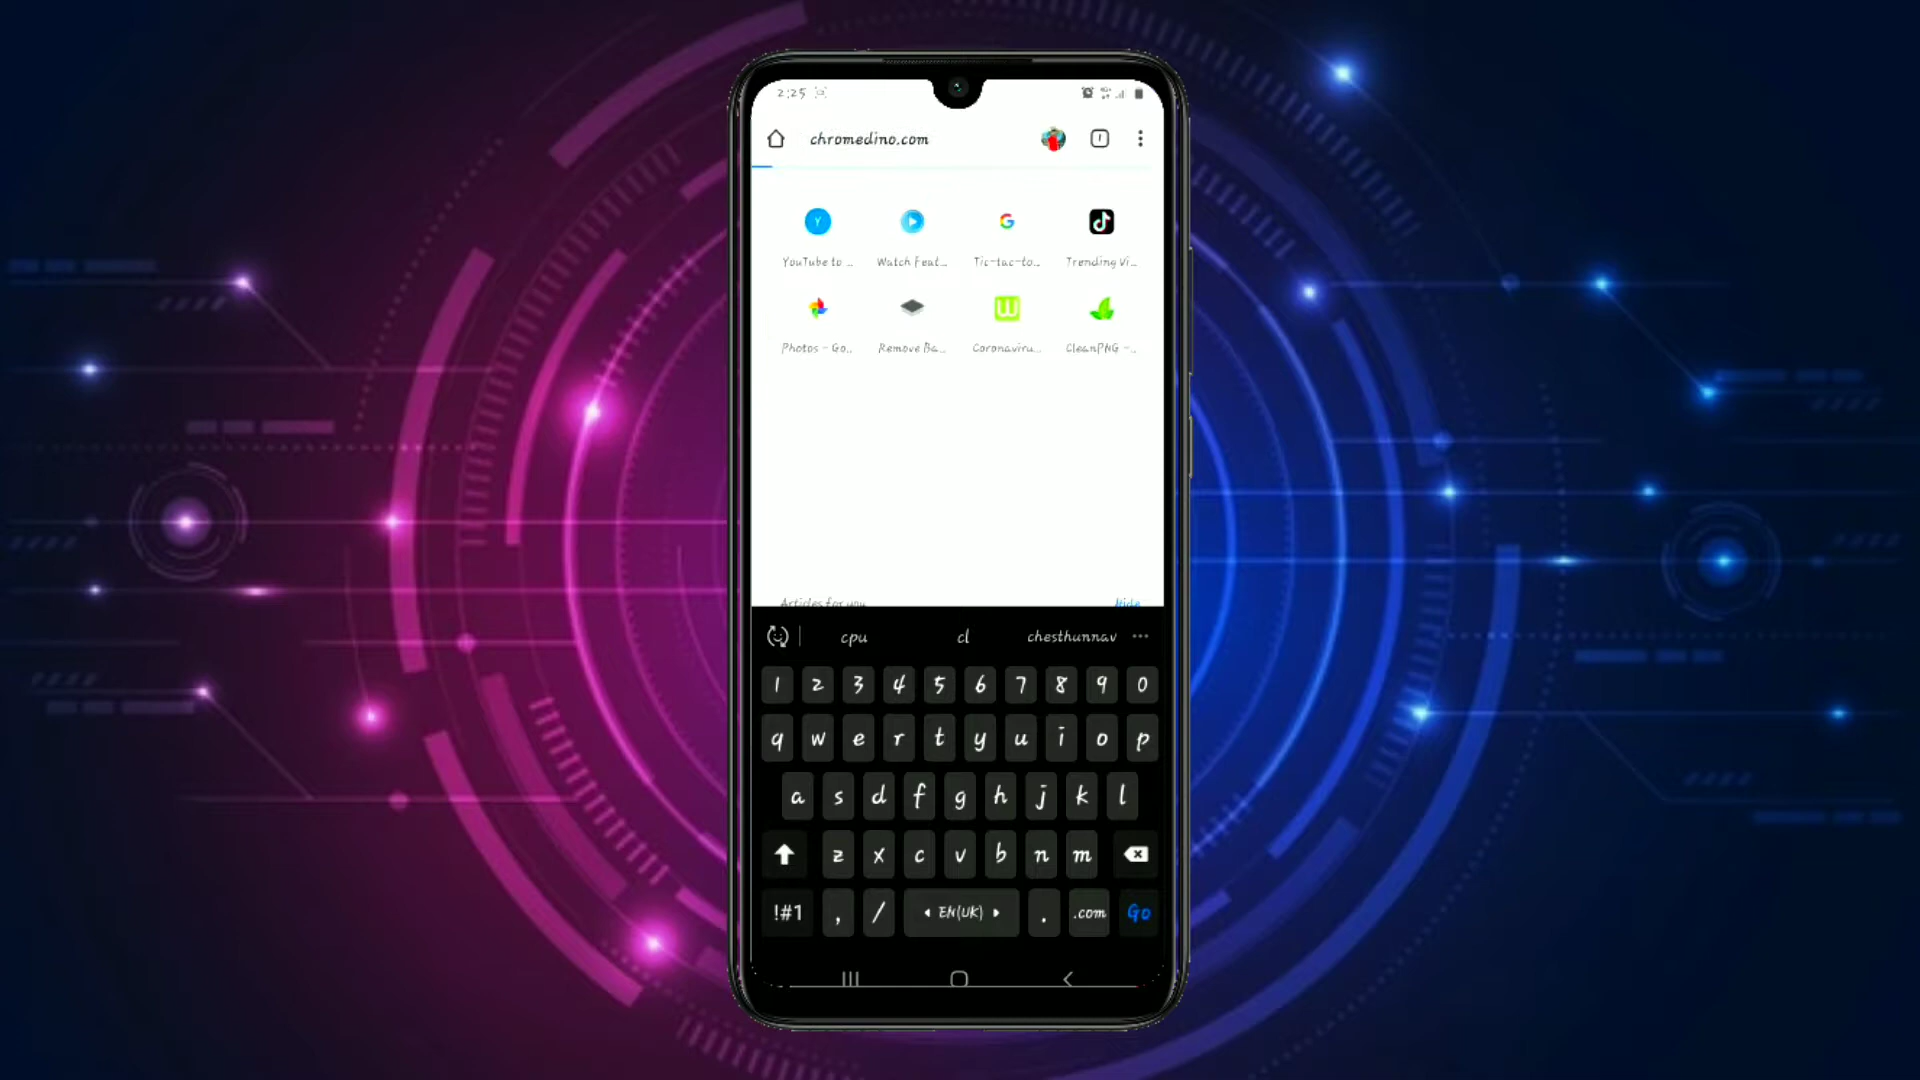 2:25
chromedino.com
YouTube to ...
Watch Feat...
Tic-tac-to...
Trending Vi...
Photos - Go...
Remove Ba...
Coronaviru...
CleanPNG -...
Articles for you
Hide
cpu cl chesthunnav ...
1 2 3 4 5 6 7 8 9 0
q w e r t y u i o p
a s d f g h j k l
z x c v b n m
!#1 , / EN(UK) . .com Go